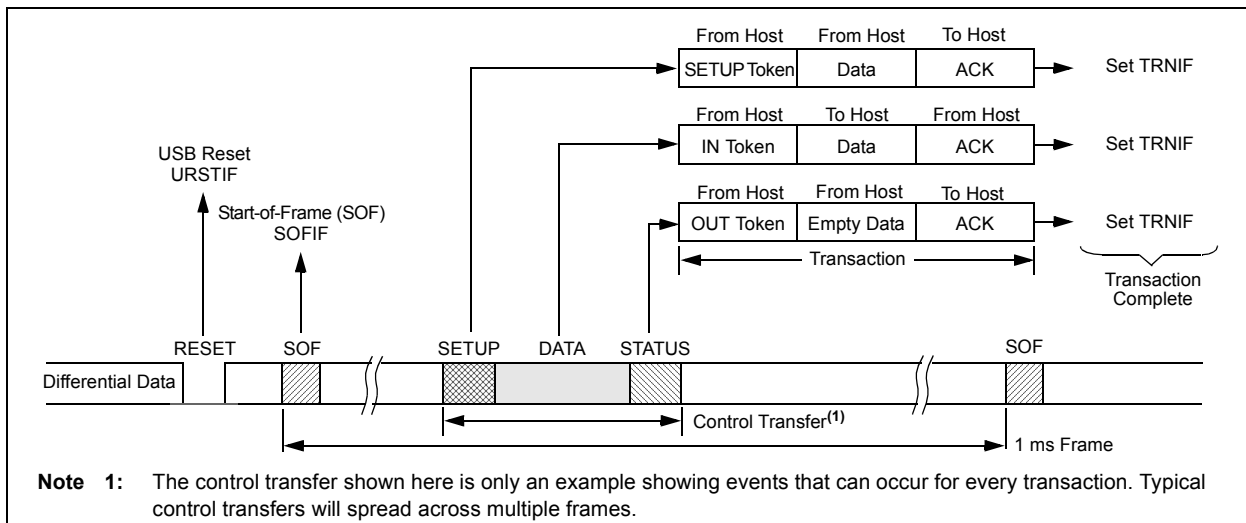 From Host From Host To Host
SETUP Token Data ACK Set TRNIF
From Host To Host From Host
IN Token Data ACK Set TRNIF
From Host From Host To Host
OUT Token Empty Data ACK Set TRNIF
Transaction
Transaction
Complete
USB Reset
URSTIF
Start-of-Frame (SOF)
SOFIF
RESET SOF SETUP DATA STATUS SOF
Differential Data
Control Transfer(1)
1 ms Frame
Note 1: The control transfer shown here is only an example showing events that can occur for every transaction. Typical
control transfers will spread across multiple frames.